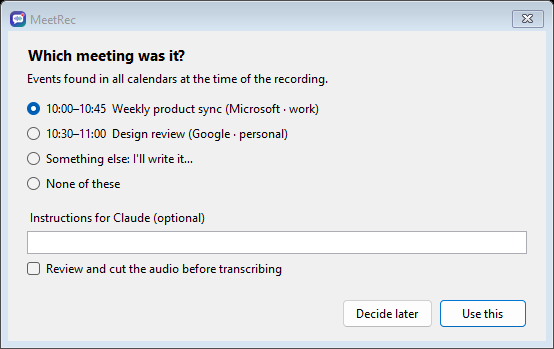 MeetRec
Which meeting was it?
Events found in all calendars at the time of the recording.
10:00–10:45  Weekly product sync (Microsoft · work)
10:30–11:00  Design review (Google · personal)
Something else: I'll write it...
None of these
Instructions for Claude (optional)
Review and cut the audio before transcribing
Decide later
Use this